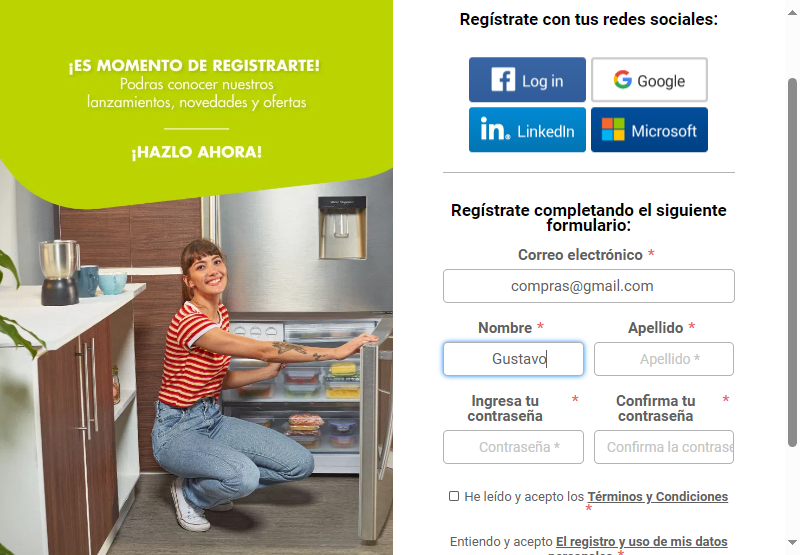 ¡ES MOMENTO DE REGISTRARTE!
Podras conocer nuestros
lanzamientos, novedades y ofertas
¡HAZLO AHORA!
Regístrate con tus redes sociales:
Log in
Google
LinkedIn
Microsoft
Regístrate completando el siguiente
formulario:
Correo electrónico *
compras@gmail.com
Nombre *
Apellido *
Gustavo
Apellido *
Ingresa tu
contraseña *
Confirma tu
contraseña *
Contraseña *
Confirma la contrase
He leído y acepto los Términos y Condiciones
*
Entiendo y acepto El registro y uso de mis datos
personales *